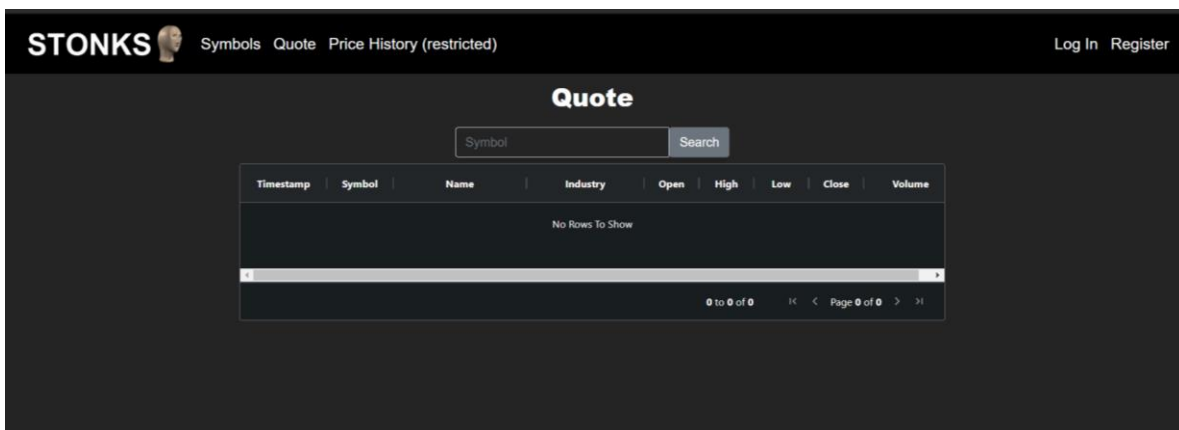 STONKS Symbols Quote Price History (restricted) Log In Register
Quote
Symbol Search
Timestamp Symbol Name Industry Open High Low Close Volume
No Rows To Show
0 to 0 of 0 Page 0 of 0